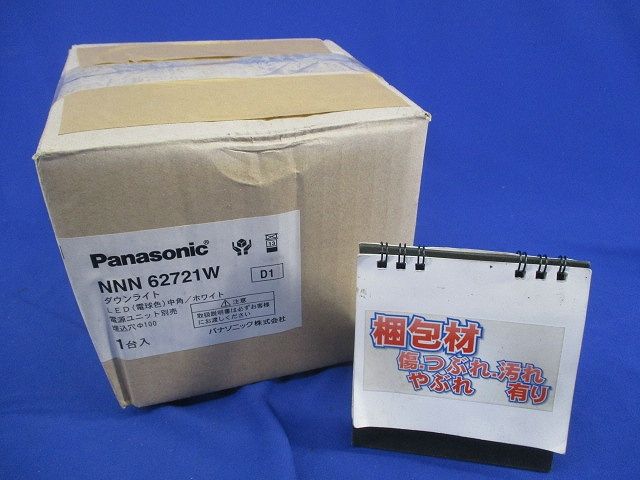 Panasonic
NNN 62721W
D1
ダウンライト
LED(電球色)中角/ホワイト
電源ユニット別売
埋込穴Φ100
1台入
⚠注意
取扱説明書は必ずお客様
にお渡しください
パナソニック株式会社
梱包材
傷.つぶれ.汚れ
やぶれ 有り